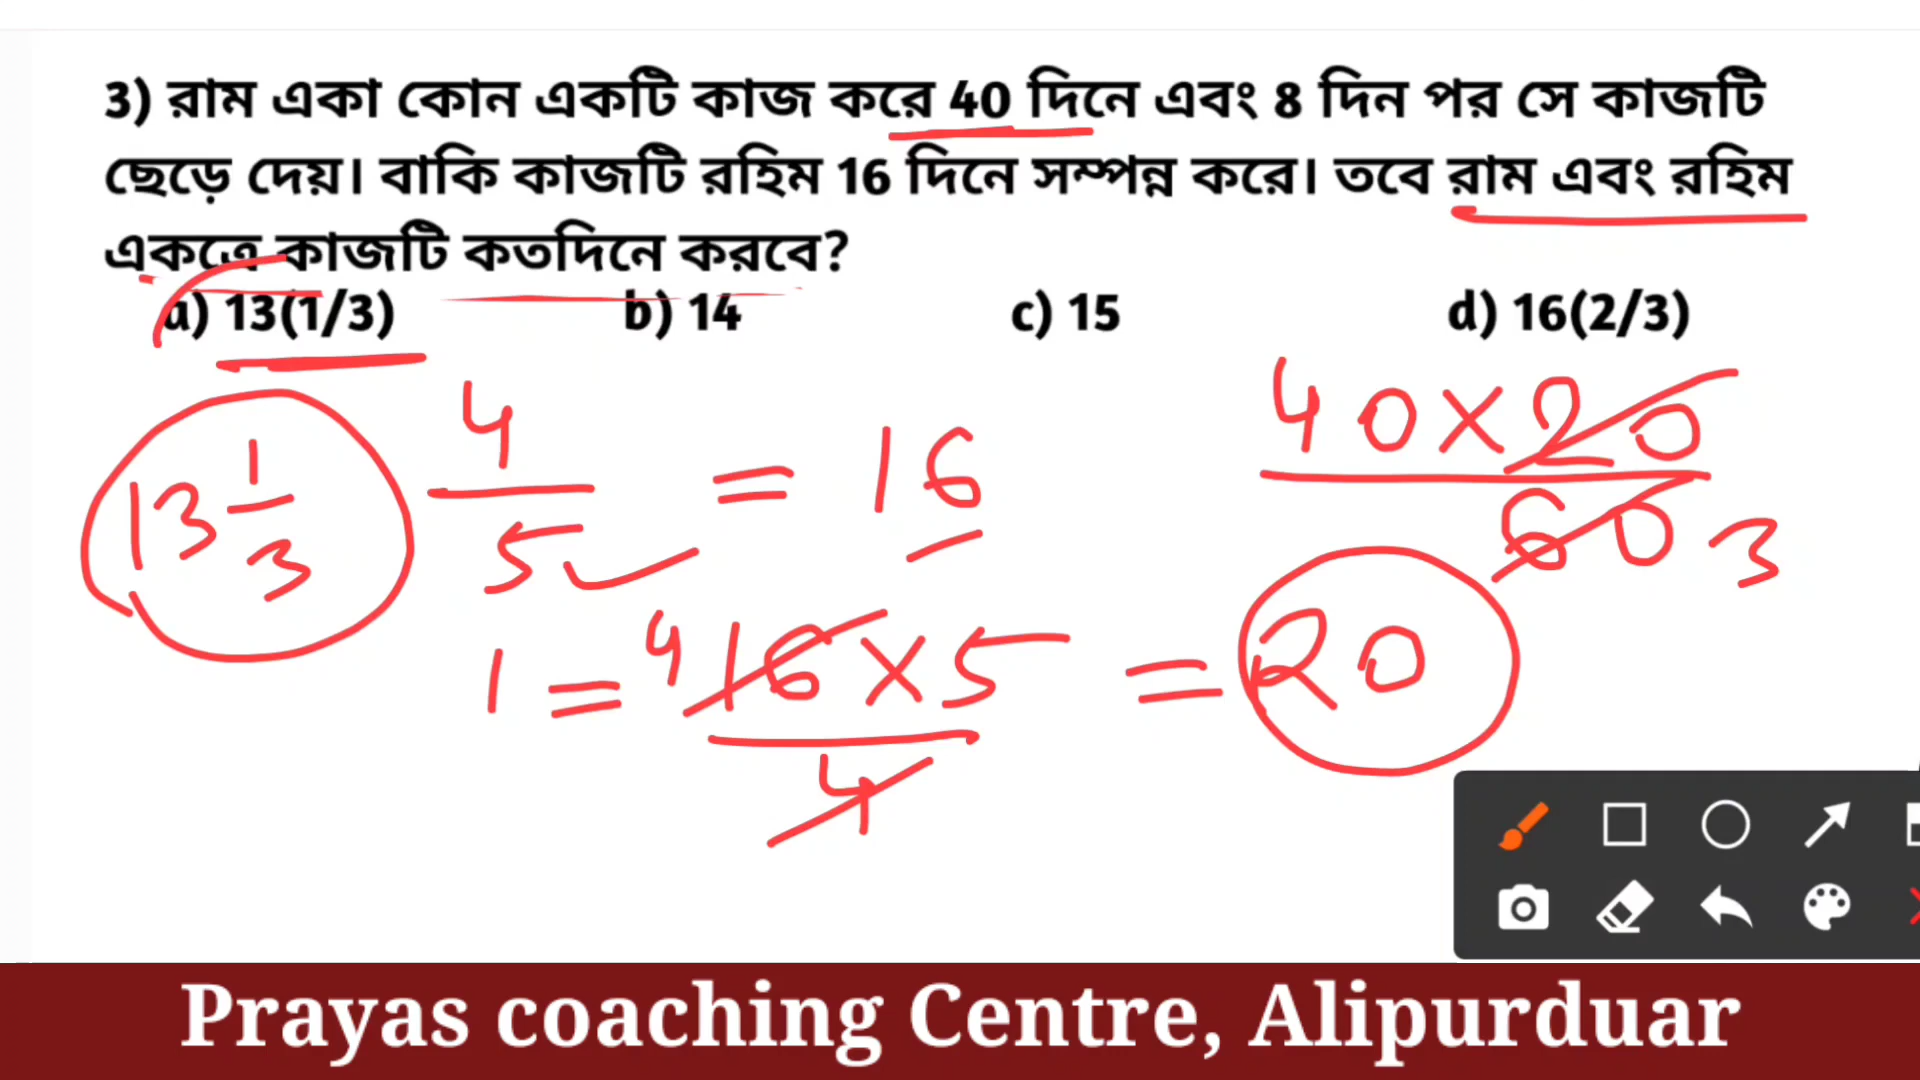 3) রাম একা কোন একটি কাজ করে 40 দিনে এবং 8 দিন পর সে কাজটি
ছেড়ে দেয়। বাকি কাজটি রহিম 16 দিনে সম্পন্ন করে। তবে রাম এবং রহিম
একত্রে কাজটি কতদিনে করবে?
a) 13(1/3) b) 14 c) 15 d) 16(2/3)
13 1/3
4/5 = 16
40×20
60 3
1 = 4 16×5/4 = 20
Prayas coaching Centre, Alipurduar